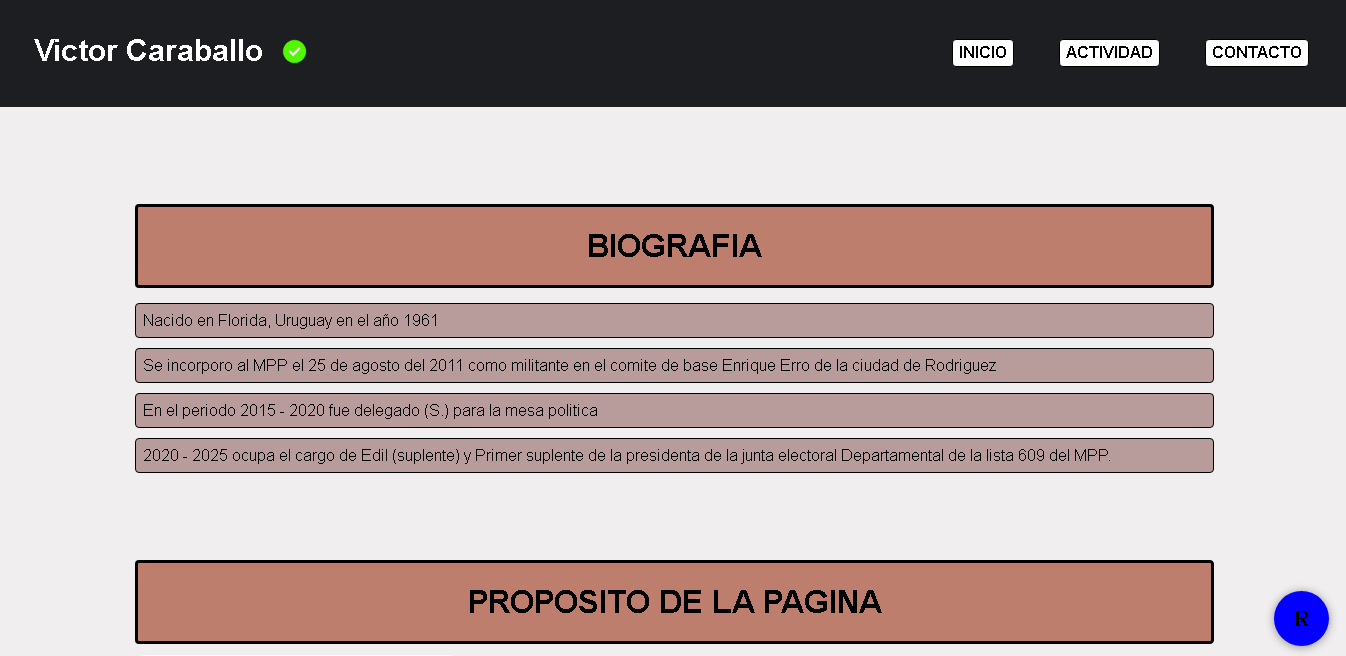 Victor Caraballo
INICIO
ACTIVIDAD
CONTACTO
BIOGRAFIA
Nacido en Florida, Uruguay en el año 1961
Se incorporo al MPP el 25 de agosto del 2011 como militante en el comite de base Enrique Erro de la ciudad de Rodriguez
En el periodo 2015 - 2020 fue delegado (S.) para la mesa politica
2020 - 2025 ocupa el cargo de Edil (suplente) y Primer suplente de la presidenta de la junta electoral Departamental de la lista 609 del MPP.
PROPOSITO DE LA PAGINA
R